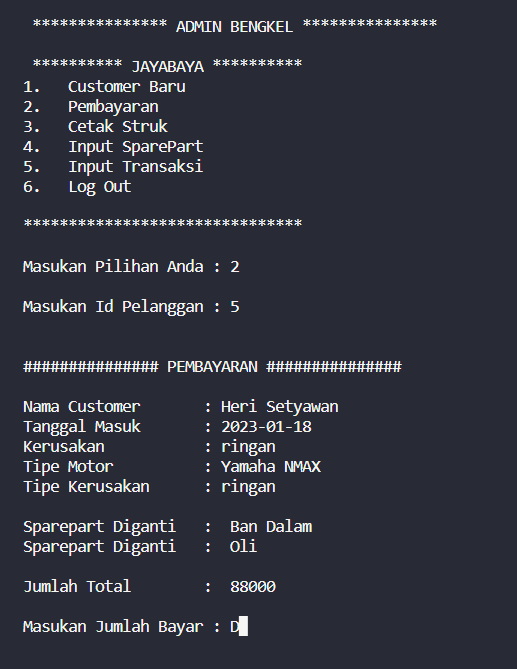 *************** ADMIN BENGKEL ***************
********** JAYABAYA **********
1.   Customer Baru
2.   Pembayaran
3.   Cetak Struk
4.   Input SparePart
5.   Input Transaksi
6.   Log Out
*******************************
Masukan Pilihan Anda : 2
Masukan Id Pelanggan : 5
############### PEMBAYARAN ###############
Nama Customer       : Heri Setyawan
Tanggal Masuk       : 2023-01-18
Kerusakan           : ringan
Tipe Motor          : Yamaha NMAX
Tipe Kerusakan      : ringan
Sparepart Diganti   :  Ban Dalam
Sparepart Diganti   :  Oli
Jumlah Total        :  88000
Masukan Jumlah Bayar : D